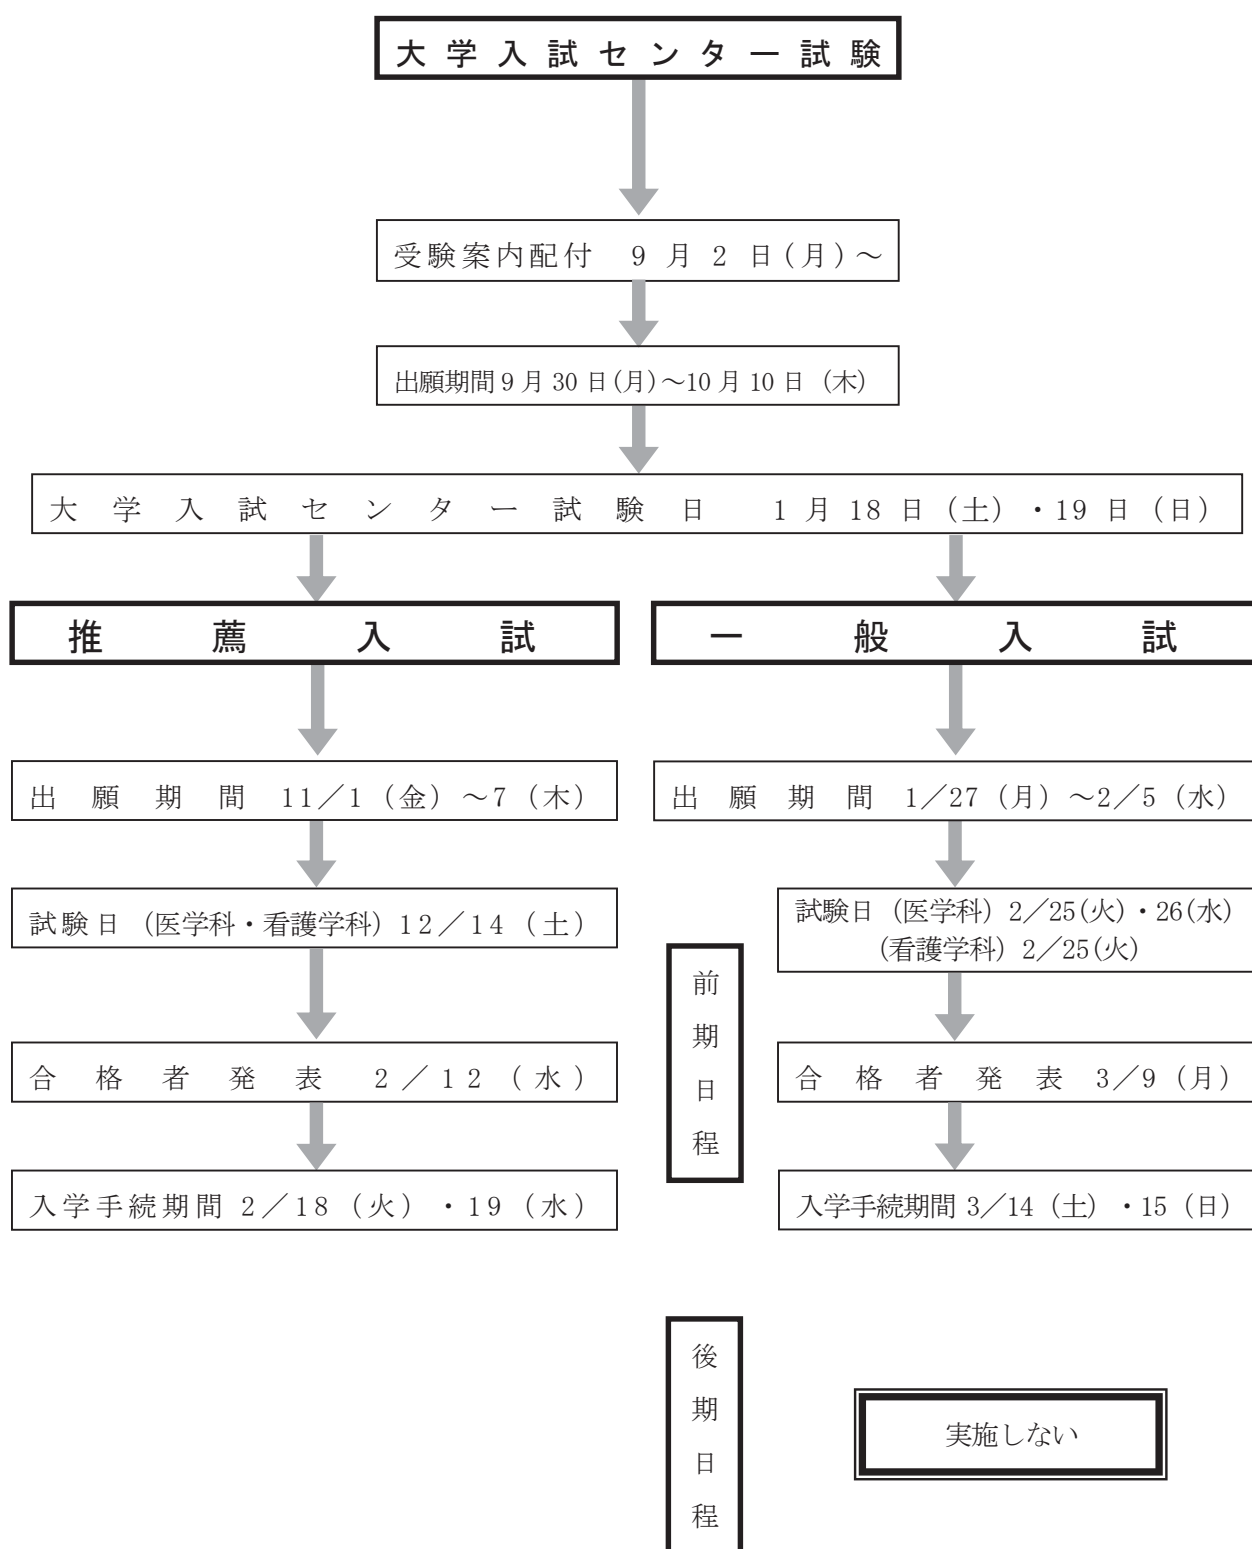 大学入試センター試験
受験案内配付 9月2日(月)～
出願期間9月30日(月)～10月10日（木）
大学入試センター試験日 1月18日（土）・19日（日）
推薦入試
出願期間 11／1（金）～7（木）
試験日（医学科・看護学科）12／14（土）
合格者発表 2／12（水）
入学手続期間 2／18（火）・19（水）
一般入試
出願期間 1／27（月）～2／5（水）
前期日程
試験日（医学科）2／25(火)・26(水)
（看護学科）2／25(火)
合格者発表 3／9（月）
入学手続期間 3／14（土）・15（日）
後期日程
実施しない